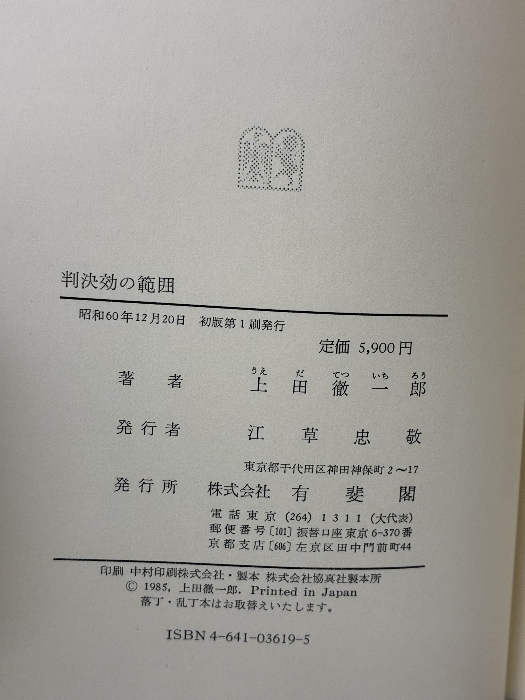 判決効の範囲
昭和60年12月20日 初版第1刷発行
定価 5,900円
うえ だ てつ いち ろう
著者 上田徹一郎
発行者 江草忠敬
東京都千代田区神田神保町2〜17
発行所 株式会社 有斐閣
電話東京(264)1311(大代表)
郵便番号〔101〕振替口座東京6-370番
京都支店〔606〕左京区田中門前町44
印刷 中村印刷株式会社・製本 株式会社協真社製本所
© 1985, 上田徹一郎. Printed in Japan
落丁・乱丁本はお取替えいたします。
ISBN 4-641-03619-5